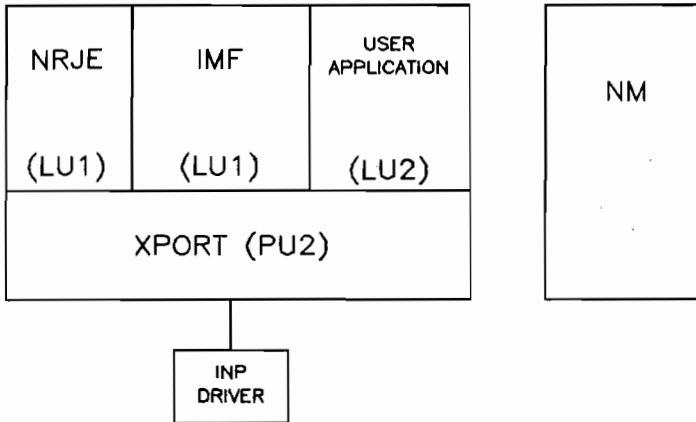 NRJE
(LU1)
IMF
(LU1)
USER
APPLICATION
(LU2)
XPORT (PU2)
INP
DRIVER
NM